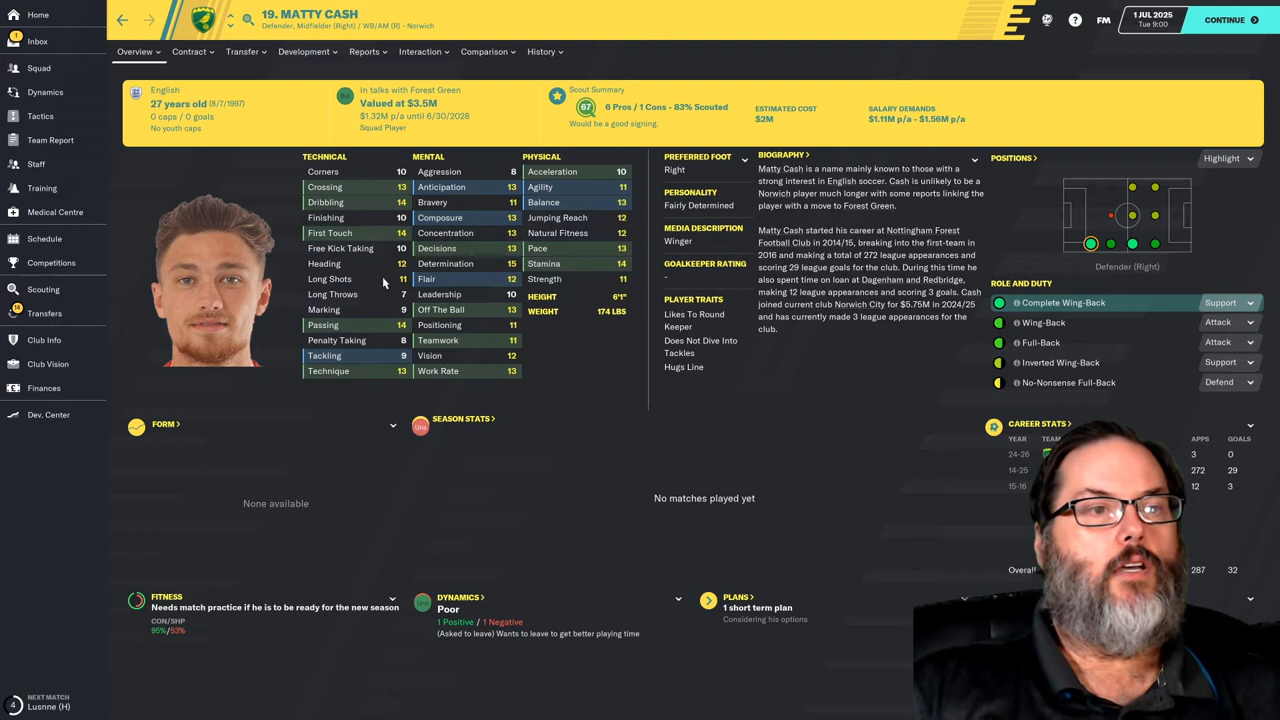 Home
Inbox
1
Squad
Dynamics
Tactics
Team Report
Staff
Training
Medical Centre
Schedule
Competitions
Scouting
14
Transfers
Club Info
Club Vision
Finances
Dev. Center
NEXT MATCH
4
Lusnne (H)
19. MATTY CASH
Defender, Midfielder (Right) / WB/AM (R) - Norwich
FM
1 JUL 2025
Tue 9:00
CONTINUE
Overview
Contract
Transfer
Development
Reports
Interaction
Comparison
History
English
27 years old (8/7/1997)
0 caps / 0 goals
No youth caps
Bid
In talks with Forest Green
Valued at $3.5M
$1.32M p/a until 6/30/2028
Squad Player
Scout Summary
67
6 Pros / 1 Cons - 83% Scouted
Would be a good signing.
ESTIMATED COST
$2M
SALARY DEMANDS
$1.11M p/a - $1.56M p/a
TECHNICAL
Corners 10
Crossing 13
Dribbling 14
Finishing 10
First Touch 14
Free Kick Taking 10
Heading 12
Long Shots 11
Long Throws 7
Marking 9
Passing 14
Penalty Taking 8
Tackling 9
Technique 13
MENTAL
Aggression 8
Anticipation 13
Bravery 11
Composure 13
Concentration 13
Decisions 13
Determination 15
Flair 12
Leadership 10
Off The Ball 13
Positioning 11
Teamwork 11
Vision 12
Work Rate 13
PHYSICAL
Acceleration 10
Agility 11
Balance 13
Jumping Reach 12
Natural Fitness 12
Pace 13
Stamina 14
Strength 11
HEIGHT 6'1"
WEIGHT 174 LBS
PREFERRED FOOT
Right
PERSONALITY
Fairly Determined
MEDIA DESCRIPTION
Winger
GOALKEEPER RATING
-
PLAYER TRAITS
Likes To Round
Keeper
Does Not Dive Into
Tackles
Hugs Line
BIOGRAPHY
Matty Cash is a name mainly known to those with a
strong interest in English soccer. Cash is unlikely to be a
Norwich player much longer with some reports linking the
player with a move to Forest Green.
Matty Cash started his career at Nottingham Forest
Football Club in 2014/15, breaking into the first-team in
2016 and making a total of 272 league appearances and
scoring 29 league goals for the club. During this time he
also spent time on loan at Dagenham and Redbridge,
making 12 league appearances and scoring 3 goals. Cash
joined current club Norwich City for $5.75M in 2024/25
and has currently made 3 league appearances for the
club.
POSITIONS
Highlight
Defender (Right)
ROLE AND DUTY
Complete Wing-Back Support
Wing-Back Attack
Full-Back Attack
Inverted Wing-Back Support
No-Nonsense Full-Back Defend
FORM
None available
Una
SEASON STATS
No matches played yet
CAREER STATS
YEAR TEAM APPS GOALS
24-26 3 0
14-25 272 29
15-16 12 3
Overall 287 32
FITNESS
Needs match practice if he is to be ready for the new season
CON/SHP
95%/53%
Unt
DYNAMICS
Poor
1 Positive / 1 Negative
(Asked to leave) Wants to leave to get better playing time
PLANS
1 short term plan
Considering his options